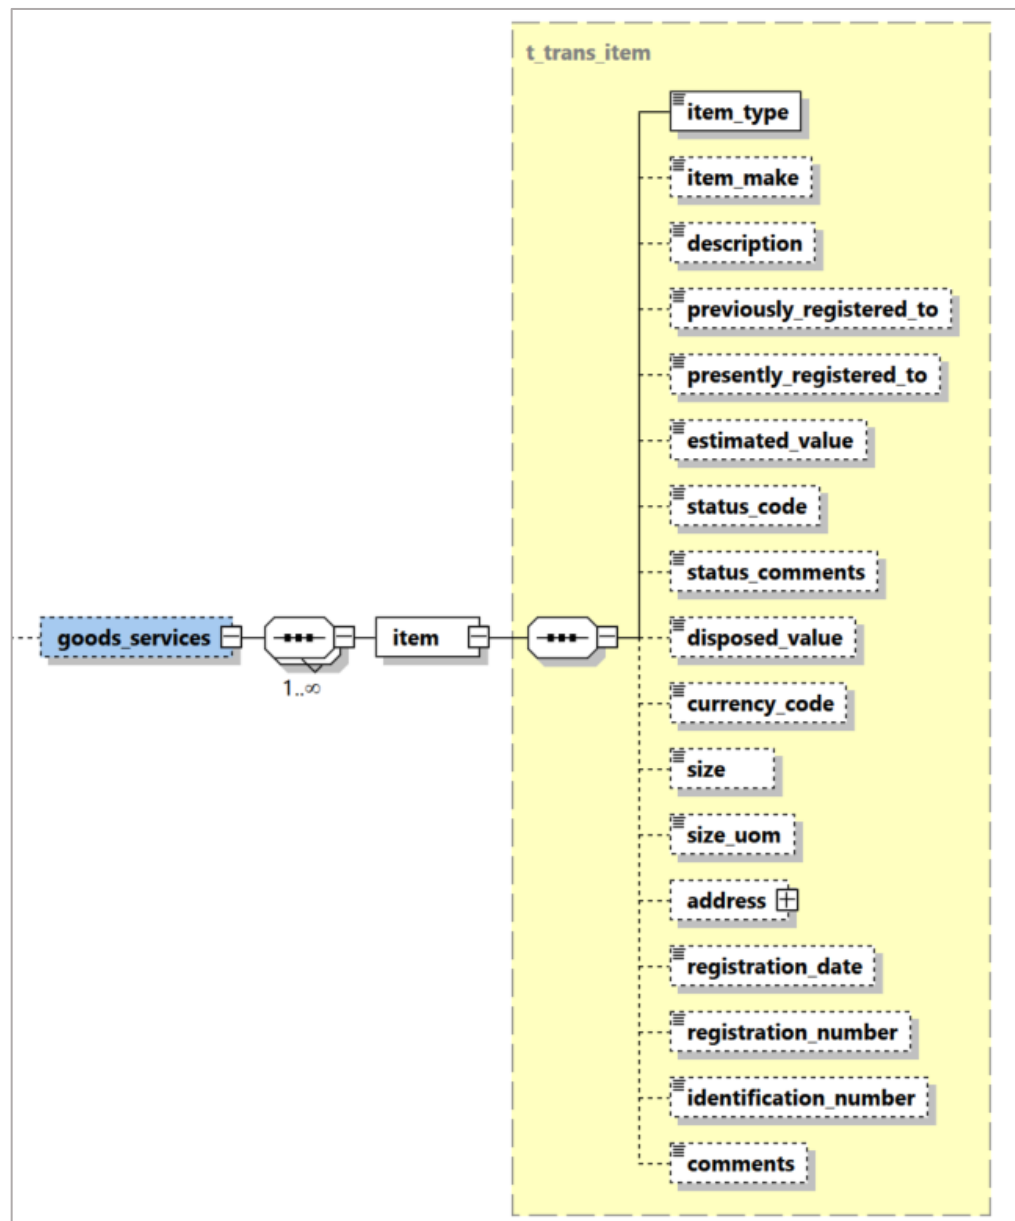 t_trans_item
item_type
item_make
description
previously_registered_to
presently_registered_to
estimated_value
status_code
status_comments
goods_services
item
disposed_value
1..∞
currency_code
size
size_uom
address
registration_date
registration_number
identification_number
comments